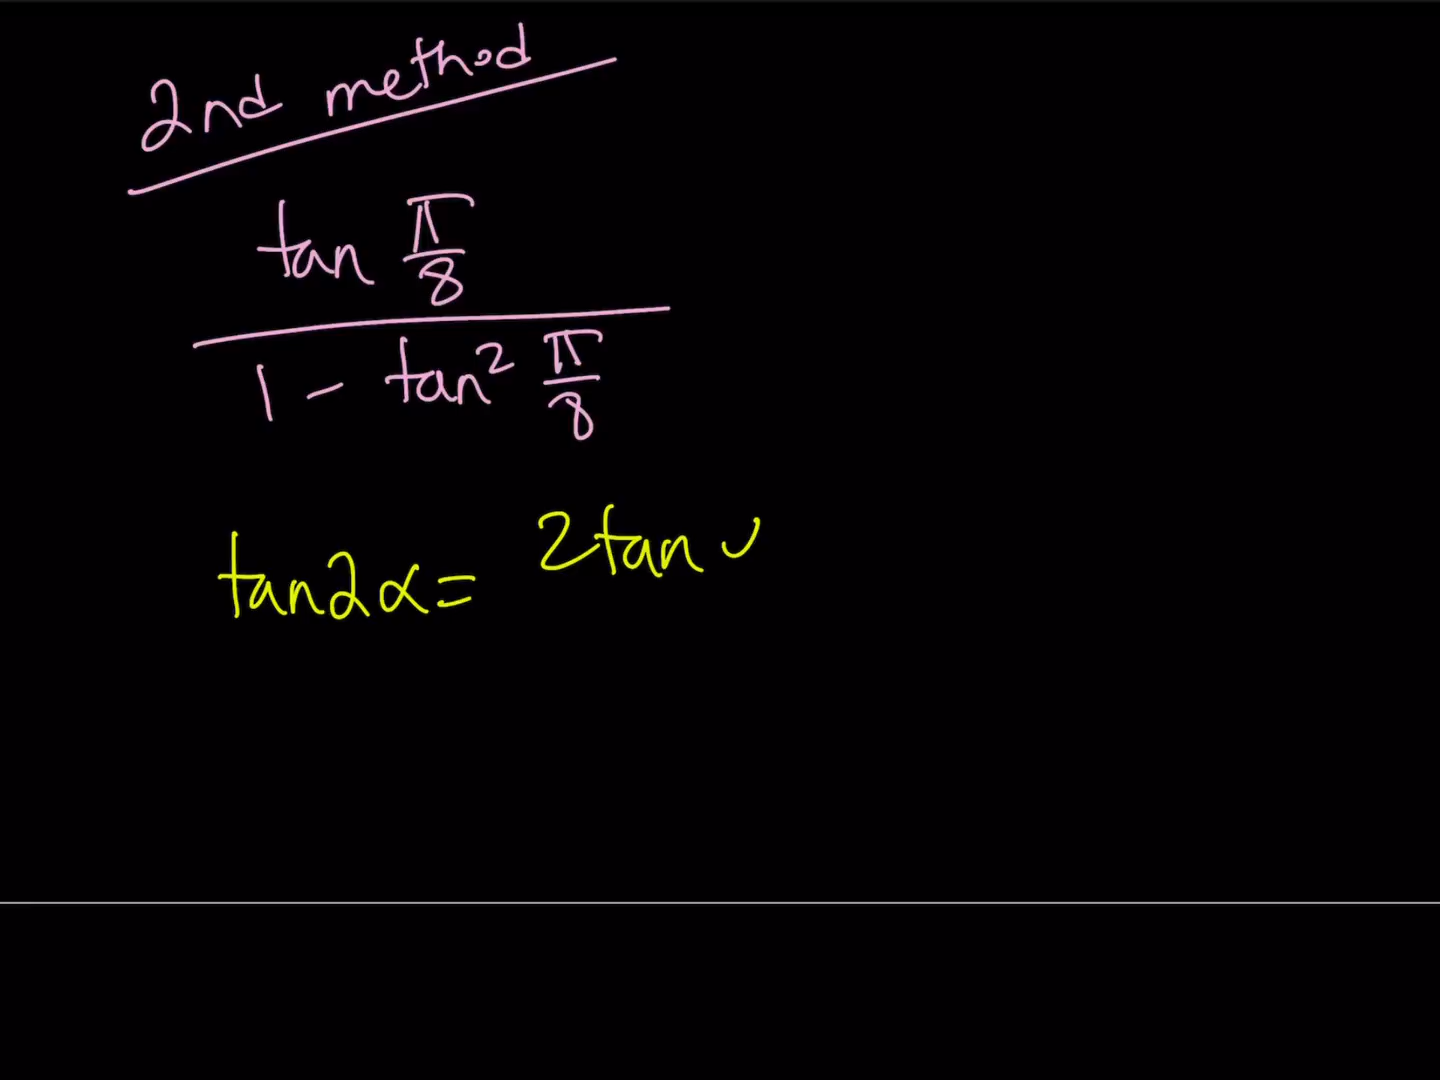 2nd method
tan π/8
1 - tan² π/8
tan2α = 2tan